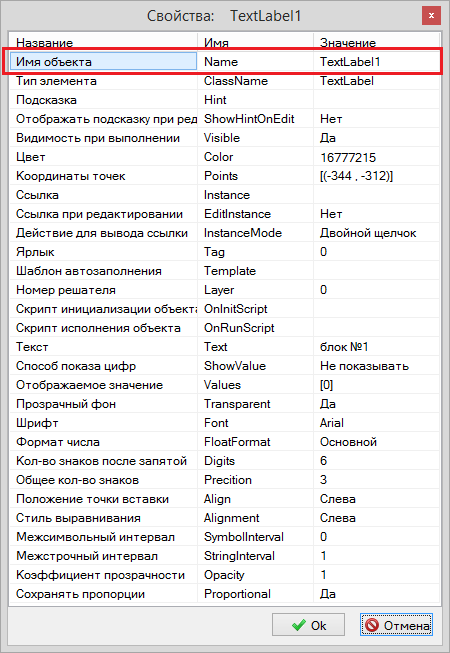 Свойства: TextLabel1
x
Название Имя Значение
Имя объекта Name TextLabel1
Тип элемента ClassName TextLabel
Подсказка Hint
Отображать подсказку при ред ShowHintOnEdit Нет
Видимость при выполнении Visible Да
Цвет Color 16777215
Координаты точек Points [(-344 , -312)]
Ссылка Instance
Ссылка при редактировании EditInstance Нет
Действие для вывода ссылки InstanceMode Двойной щелчок
Ярлык Tag 0
Шаблон автозаполнения Template
Номер решателя Layer 0
Скрипт инициализации объекта OnInitScript
Скрипт исполнения объекта OnRunScript
Текст Text блок №1
Способ показа цифр ShowValue Не показывать
Отображаемое значение Values [0]
Прозрачный фон Transparent Да
Шрифт Font Arial
Формат числа FloatFormat Основной
Кол-во знаков после запятой Digits 6
Общее кол-во знаков Precition 3
Положение точки вставки Align Слева
Стиль выравнивания Alignment Слева
Межсимвольный интервал SymbolInterval 0
Межстрочный интервал StringInterval 1
Коэффициент прозрачности Opacity 1
Сохранять пропорции Proportional Да
Ok Отмена